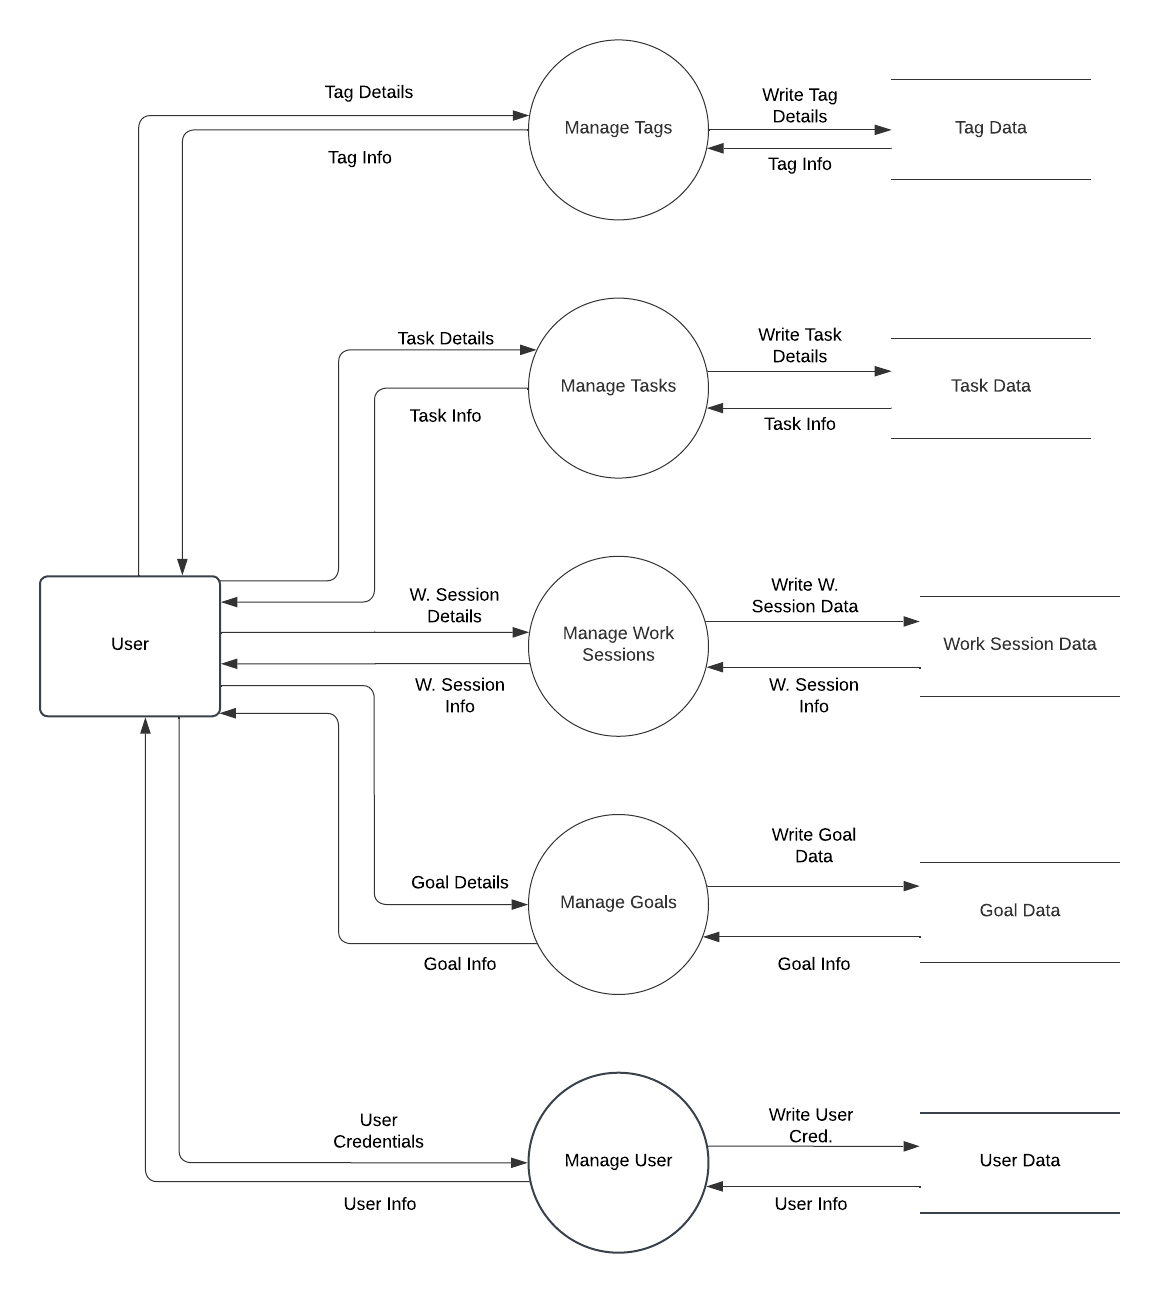 Tag Details
Tag Info
Manage Tags
Write Tag
Details
Tag Info
Tag Data
Task Details
Task Info
Manage Tasks
Write Task
Details
Task Info
Task Data
User
W. Session
Details
W. Session
Info
Manage Work
Sessions
Write W.
Session Data
W. Session
Info
Work Session Data
Goal Details
Goal Info
Manage Goals
Write Goal
Data
Goal Info
Goal Data
User
Credentials
User Info
Manage User
Write User
Cred.
User Info
User Data